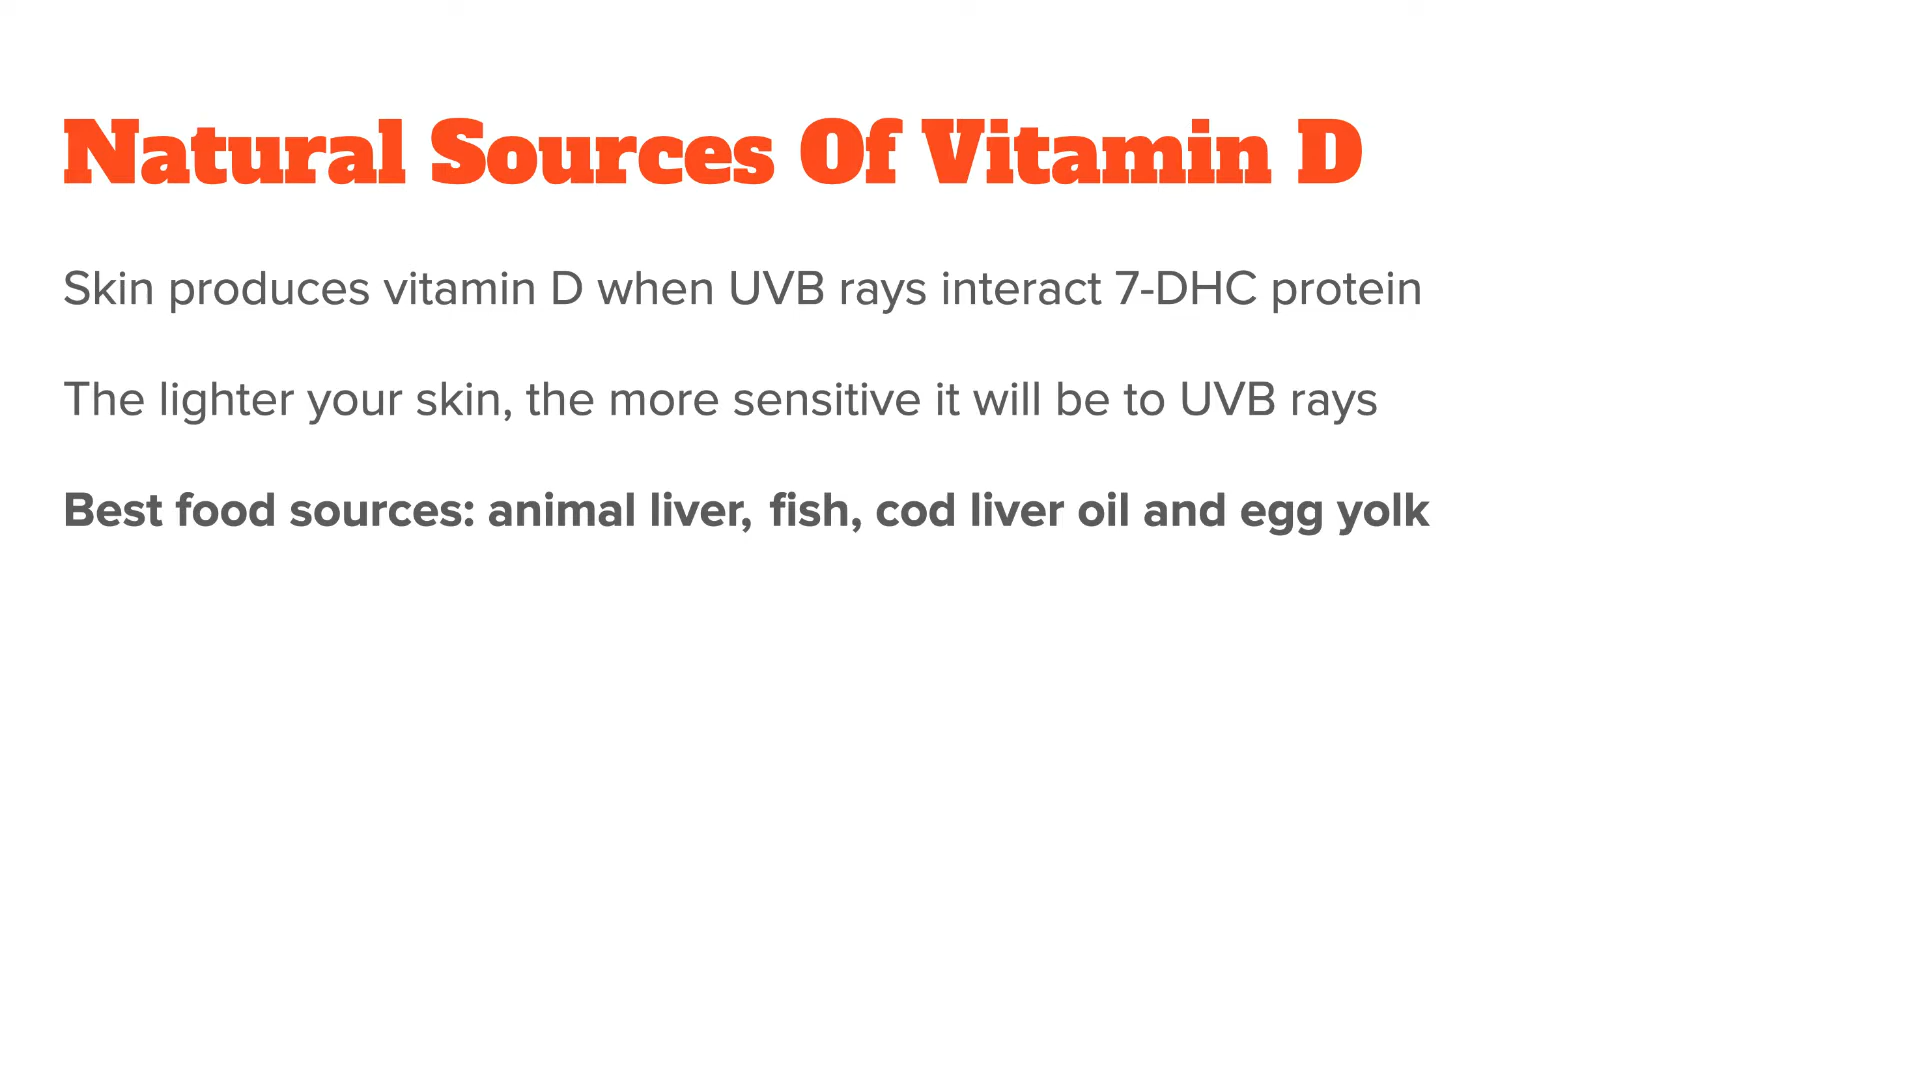 Natural Sources Of Vitamin D
Skin produces vitamin D when UVB rays interact 7-DHC protein
The lighter your skin, the more sensitive it will be to UVB rays
Best food sources: animal liver, fish, cod liver oil and egg yolk